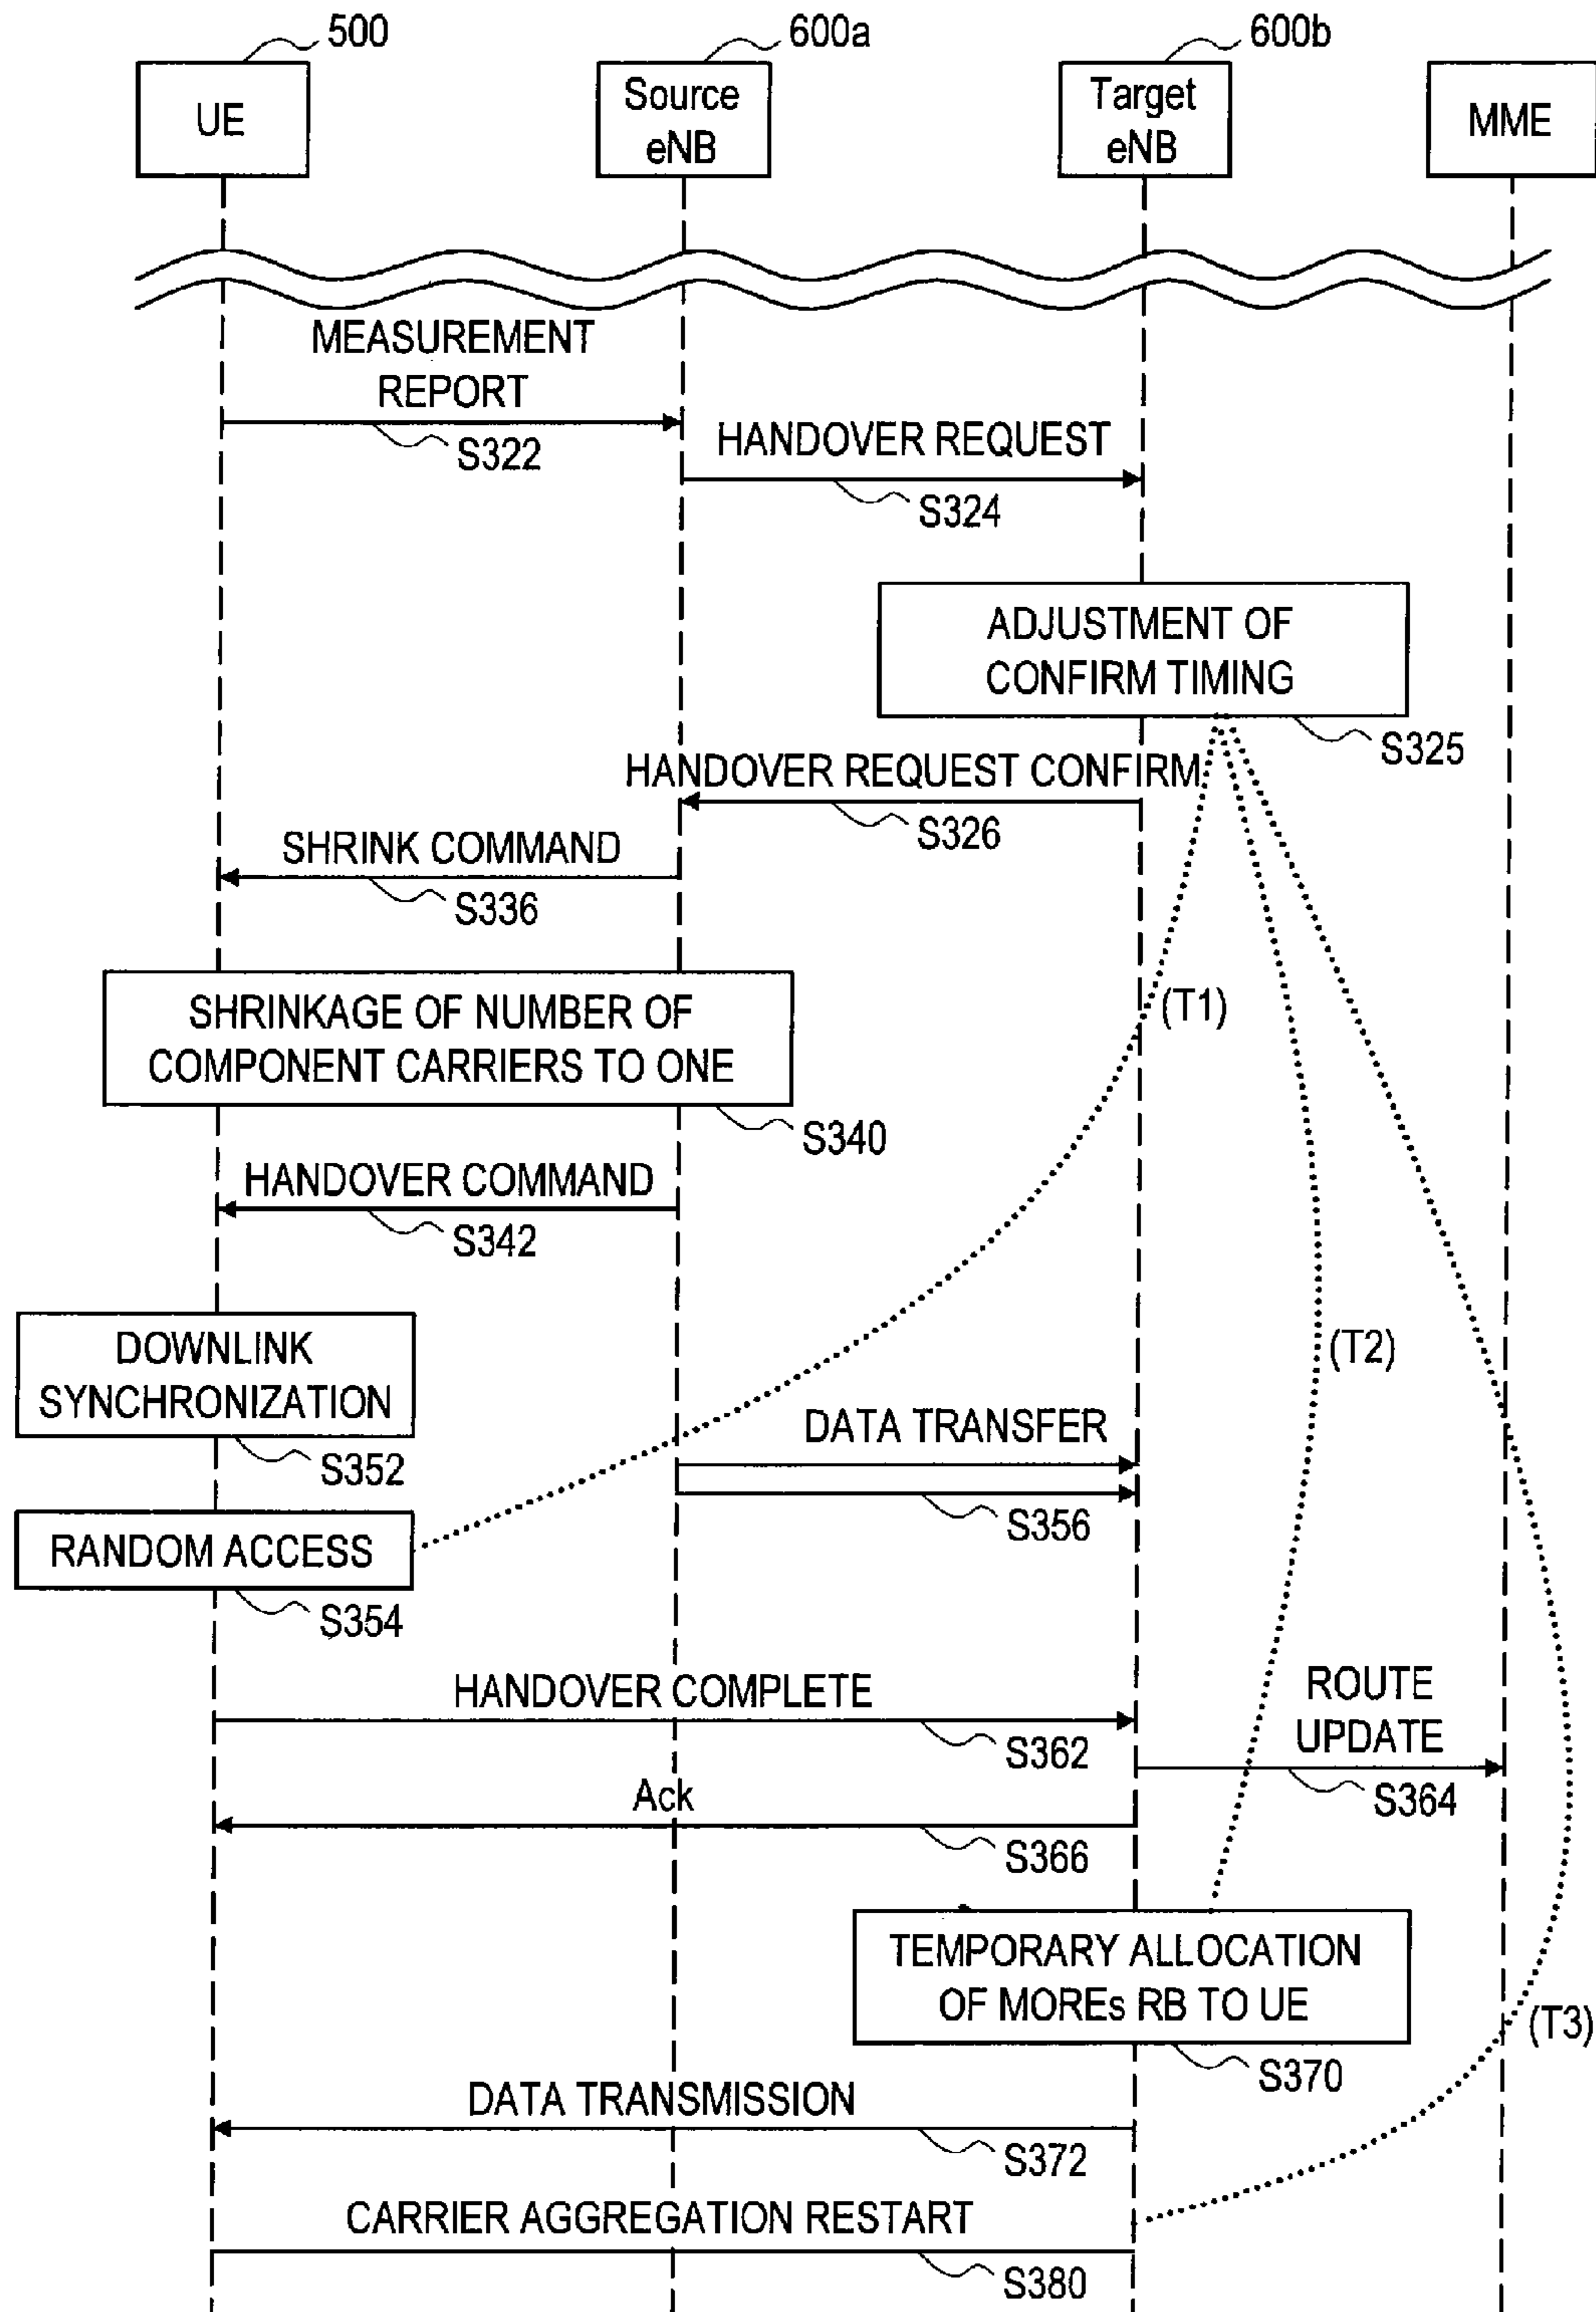 500
600a
600b
UE
Source
eNB
Target
eNB
MME
MEASUREMENT
REPORT
S322
HANDOVER REQUEST
S324
ADJUSTMENT OF
CONFIRM TIMING
S325
HANDOVER REQUEST CONFIRM
S326
SHRINK COMMAND
S336
SHRINKAGE OF NUMBER OF
COMPONENT CARRIERS TO ONE
S340
(T1)
HANDOVER COMMAND
S342
DOWNLINK
SYNCHRONIZATION
S352
(T2)
DATA TRANSFER
S356
RANDOM ACCESS
S354
HANDOVER COMPLETE
S362
ROUTE
UPDATE
S364
Ack
S366
TEMPORARY ALLOCATION
OF MOREs RB TO UE
S370
(T3)
DATA TRANSMISSION
S372
CARRIER AGGREGATION RESTART
S380